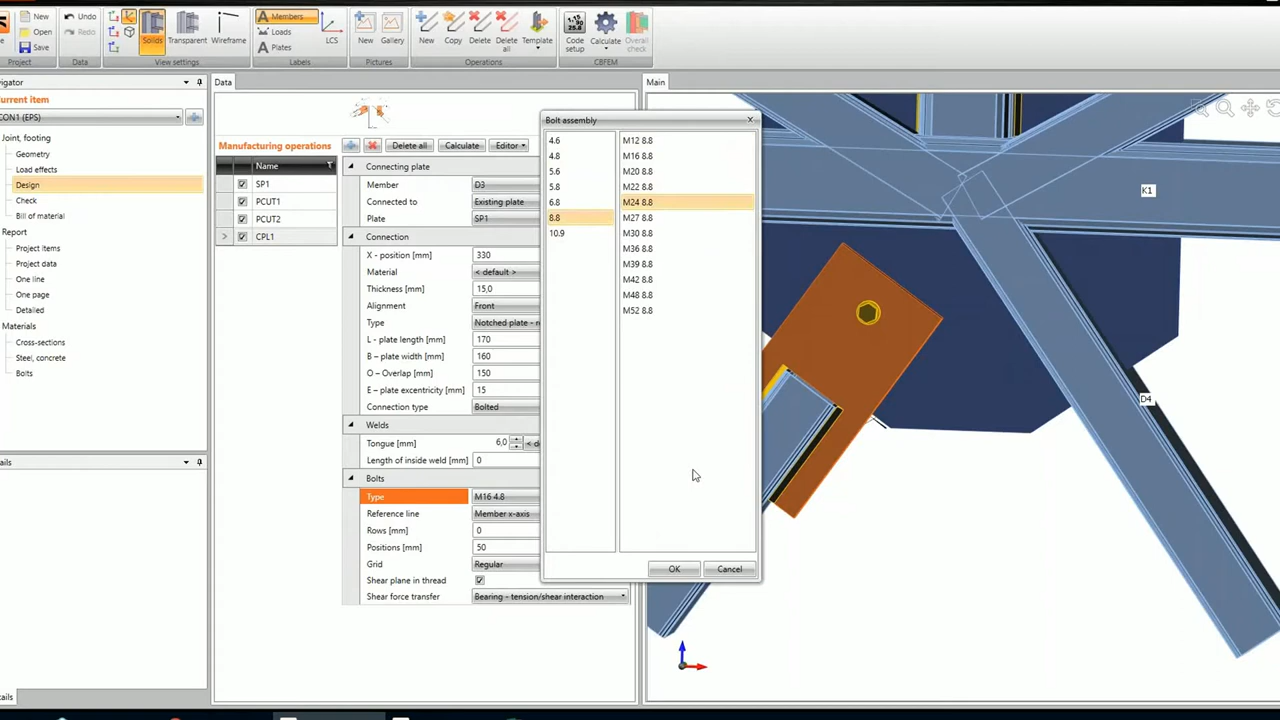 New
Open
Save
Undo
Redo
Solids
Transparent
Wireframe
Members
Loads
Plates
LCS
New
Gallery
New
Copy
Delete
Delete all
Template
Code setup
Calculate
Overall check
Project
Data
View settings
Labels
Pictures
Operations
CBFEM
vigator
Current item
CON1 (EPS)
Joint, footing
Geometry
Load effects
Design
Check
Bill of material
Report
Project items
Project data
One line
One page
Detailed
Materials
Cross-sections
Steel, concrete
Bolts
tails
tails
Data
Manufacturing operations
Delete all
Calculate
Editor
Name
SP1
PCUT1
PCUT2
CPL1
Connecting plate
Member D3
Connected to Existing plate
Plate SP1
Connection
X - position [mm] 330
Material < default >
Thickness [mm] 15,0
Alignment Front
Type Notched plate - r
L - plate length [mm] 170
B – plate width [mm] 160
O – Overlap [mm] 150
E – plate excentricity [mm] 15
Connection type Bolted
Welds
Tongue [mm] 6,0 < d
Length of inside weld [mm] 0
Bolts
Type M16 4.8
Reference line Member x-axis
Rows [mm] 0
Positions [mm] 50
Grid Regular
Shear plane in thread
Shear force transfer Bearing - tension/shear interaction
Bolt assembly
4.6
4.8
5.6
5.8
6.8
8.8
10.9
M12 8.8
M16 8.8
M20 8.8
M22 8.8
M24 8.8
M27 8.8
M30 8.8
M36 8.8
M39 8.8
M42 8.8
M48 8.8
M52 8.8
OK
Cancel
Main
K1
D4